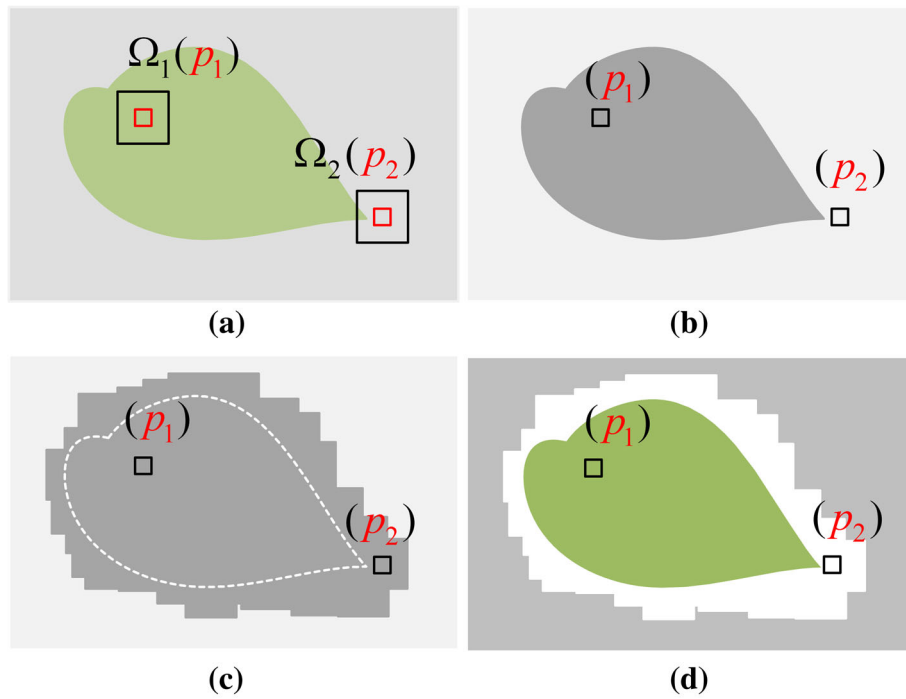 Ω₁(p₁)
Ω₂(p₂)
(a)
(p₁)
(p₂)
(b)
(p₁)
(p₂)
(c)
(p₁)
(p₂)
(d)